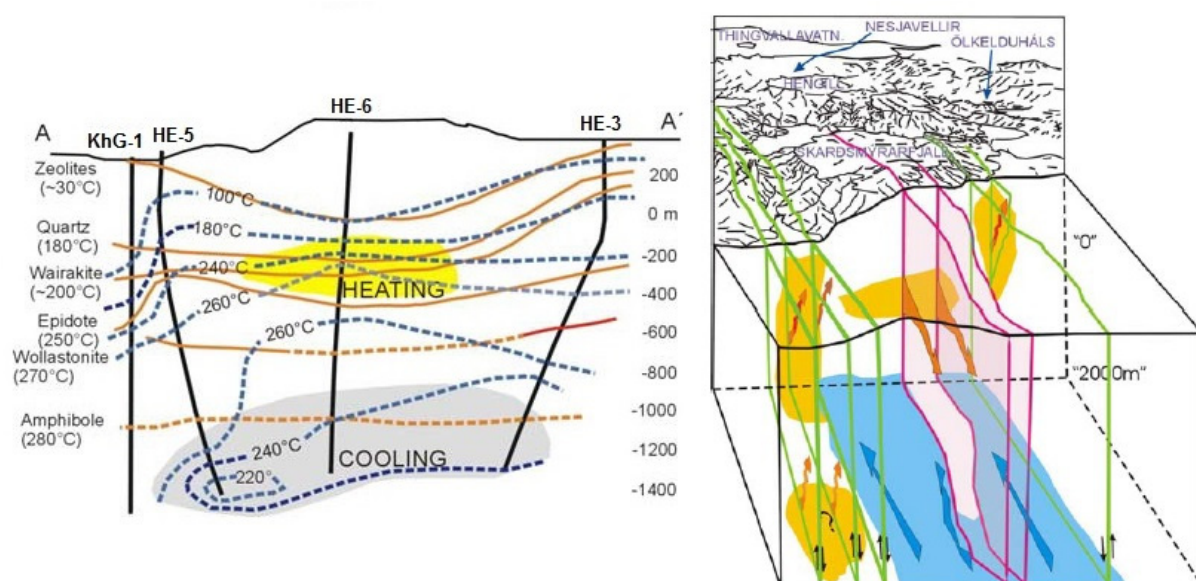 A
KhG-1
HE-5
HE-6
HE-3
A´
Zeolites
(~30°C)
Quartz
(180°C)
Wairakite
(~200°C)
Epidote
(250°C)
Wollastonite
(270°C)
Amphibole
(280°C)
100°C
180°C
240°C
260°C
HEATING
260°C
240°C
220°
COOLING
200
0 m
-200
-400
-600
-800
-1000
-1200
-1400
THINGVALLAVATN.
NESJAVELLIR
ÖLKELDUHÁLS
HENGILL
SKARÐSMÝRARFJALL
"0"
"2000m"
?